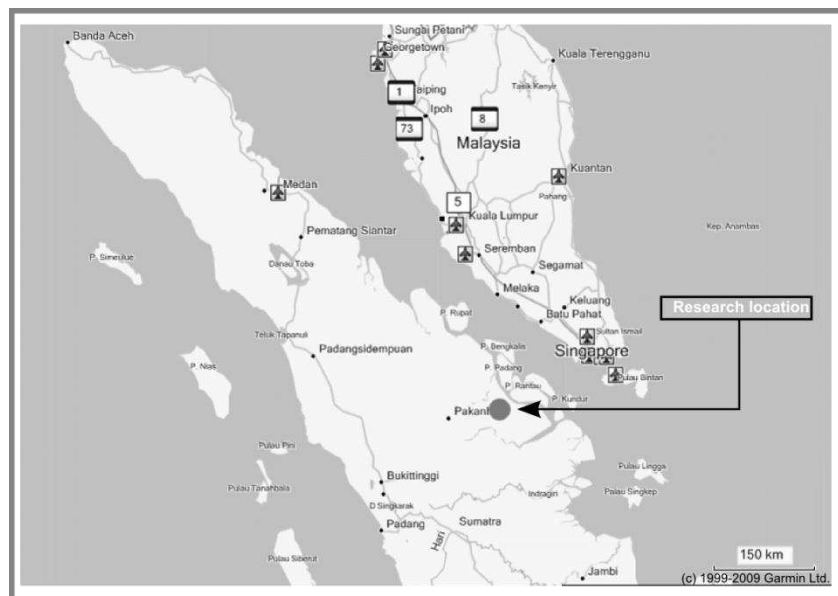 Sungai Petani
Banda Aceh
Georgetown
Kuala Terengganu
Tasik Kenyir
1
aiping
Ipoh
8
73
Malaysia
Kuantan
Medan
Pahang
5
Kuala Lumpur
Kep. Anambas
Pematang Siantar
Seremban
P. Simeulue
Danau Toba
Segamat
Melaka
Keluang
Research location
P. Rupat
Batu Pahat
Teluk Tapanuli
Sultan Ismail
P. Bengkalis
Singapore
Padangsidempuan
P. Nias
P. Padang
Pulau Bintan
P. Rantau
P. Kundur
Pakanb
Pulau Pini
Pulau Lingga
Bukittinggi
Pulau Tanahbala
Indragiri
Palau Singkep
D Singkarak
Padang
Sumatra
Hari
Pulau Siberut
150 km
Jambi
(c) 1999-2009 Garmin Ltd.